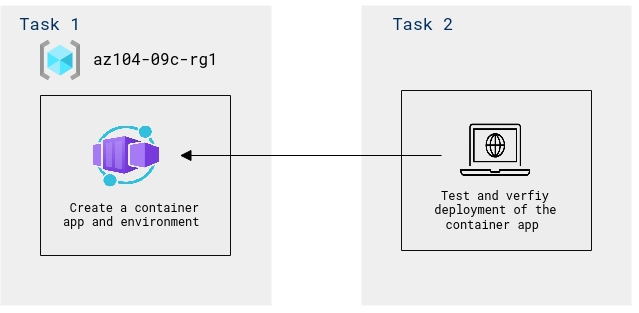 Task 1
az104-09c-rg1
Create a container
app and environment
Task 2
Test and verfiy
deployment of the
container app